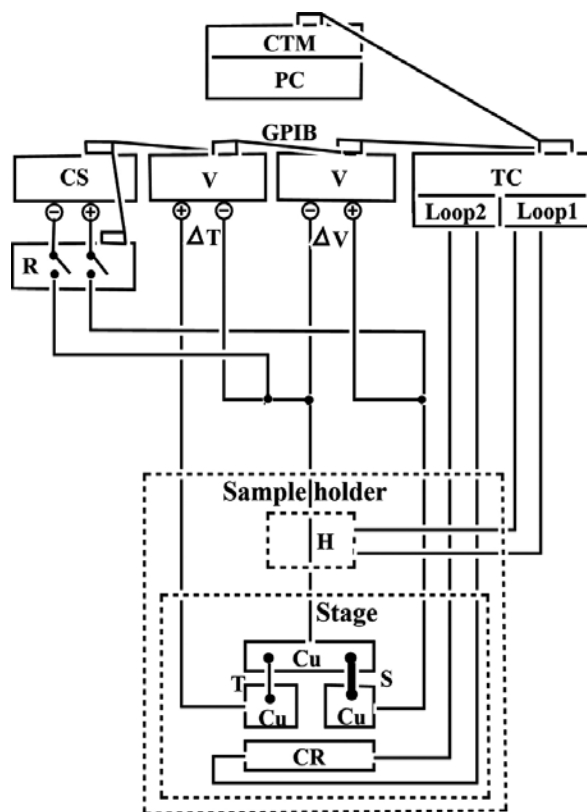 CTM
PC
GPIB
CS
V
V
TC
Loop2
Loop1
− + + − − +
R
ΔT
ΔV
Sample holder
H
Stage
Cu
T
S
Cu
Cu
CR